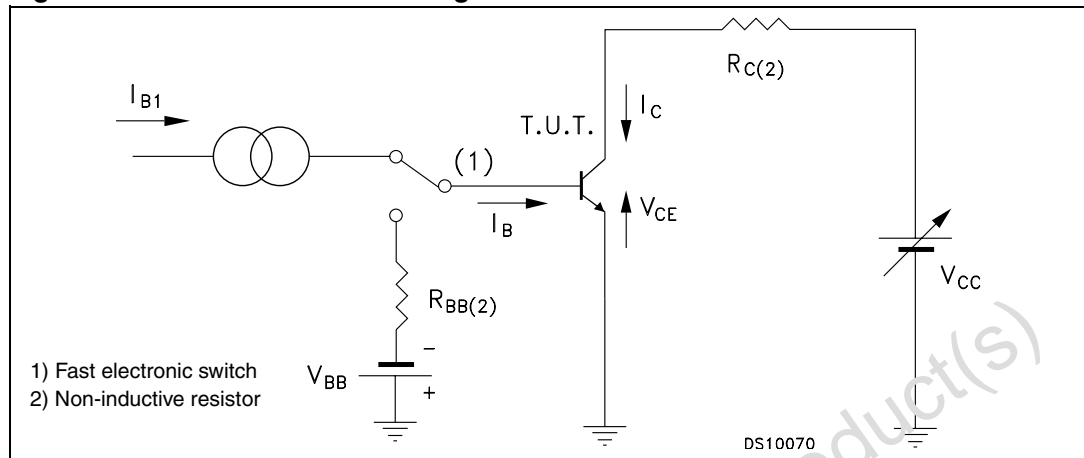 I_B1
R_C(2)
T.U.T.
I_C
(1)
I_B
V_CE
V_CC
R_BB(2)
V_BB
−
+
1) Fast electronic switch
2) Non-inductive resistor
DS10070
duct(s)